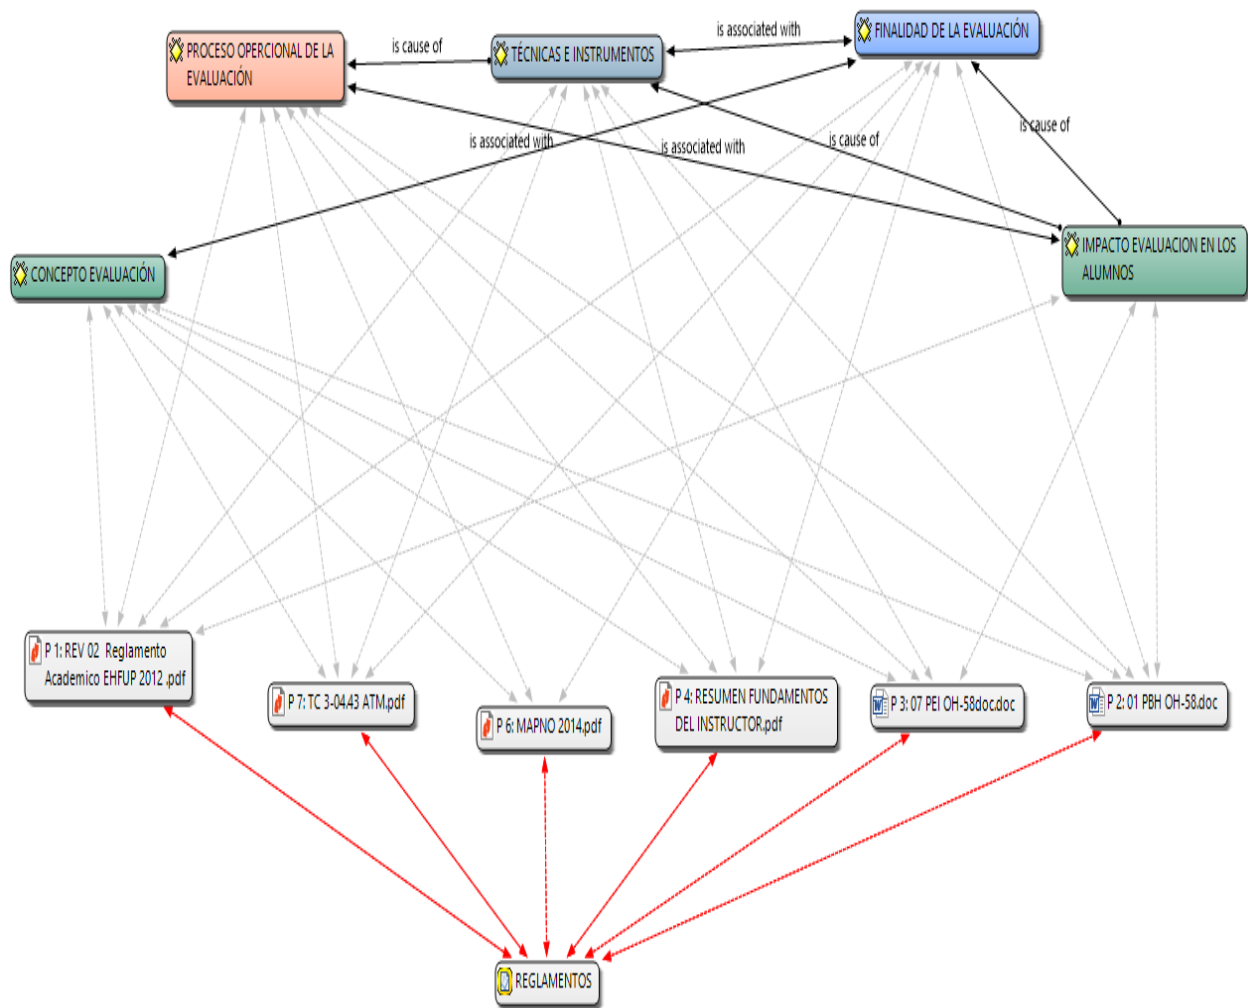 PROCESO OPERCIONAL DE LA
EVALUACIÓN
is cause of
TÉCNICAS E INSTRUMENTOS
is associated with
FINALIDAD DE LA EVALUACIÓN
is associated with
is associated with
is cause of
is cause of
CONCEPTO EVALUACIÓN
IMPACTO EVALUACION EN LOS
ALUMNOS
P 1: REV 02 Reglamento
Academico EHFUP 2012 .pdf
P 7: TC 3-04.43 ATM.pdf
P 6: MAPNO 2014.pdf
P 4: RESUMEN FUNDAMENTOS
DEL INSTRUCTOR.pdf
P 3: 07 PEI OH-58doc.doc
P 2: 01 PBH OH-58.doc
REGLAMENTOS